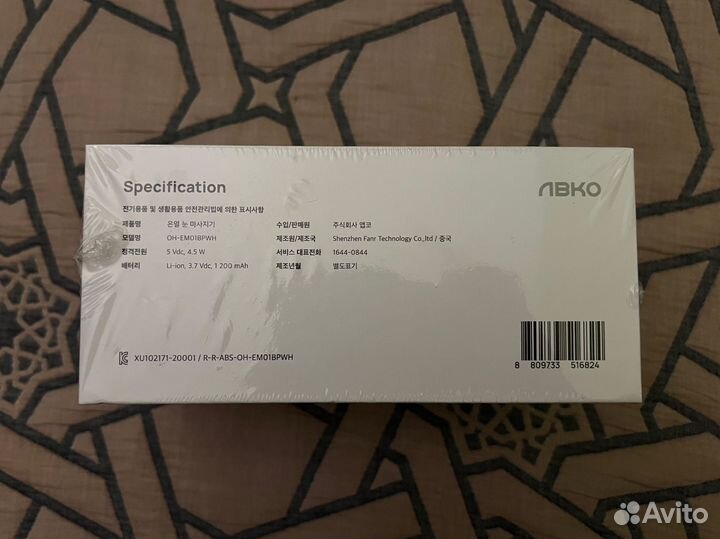 Specification
ABKO
전기용품 및 생활용품 안전관리법에 의한 표시사항
제품명 온열 눈 마사지기 수입/판매원 주식회사 앱코
모델명 OH-EM01BPWH 제조원/제조국 Shenzhen Fanr Technology Co.,ltd / 중국
정격전원 5 Vdc, 4.5 W 서비스 대표전화 1644-0844
배터리 Li-ion, 3.7 Vdc, 1 200 mAh 제조년월 별도표기
XU102171-20001 / R-R-ABS-OH-EM01BPWH
8 809733 516824
Avito